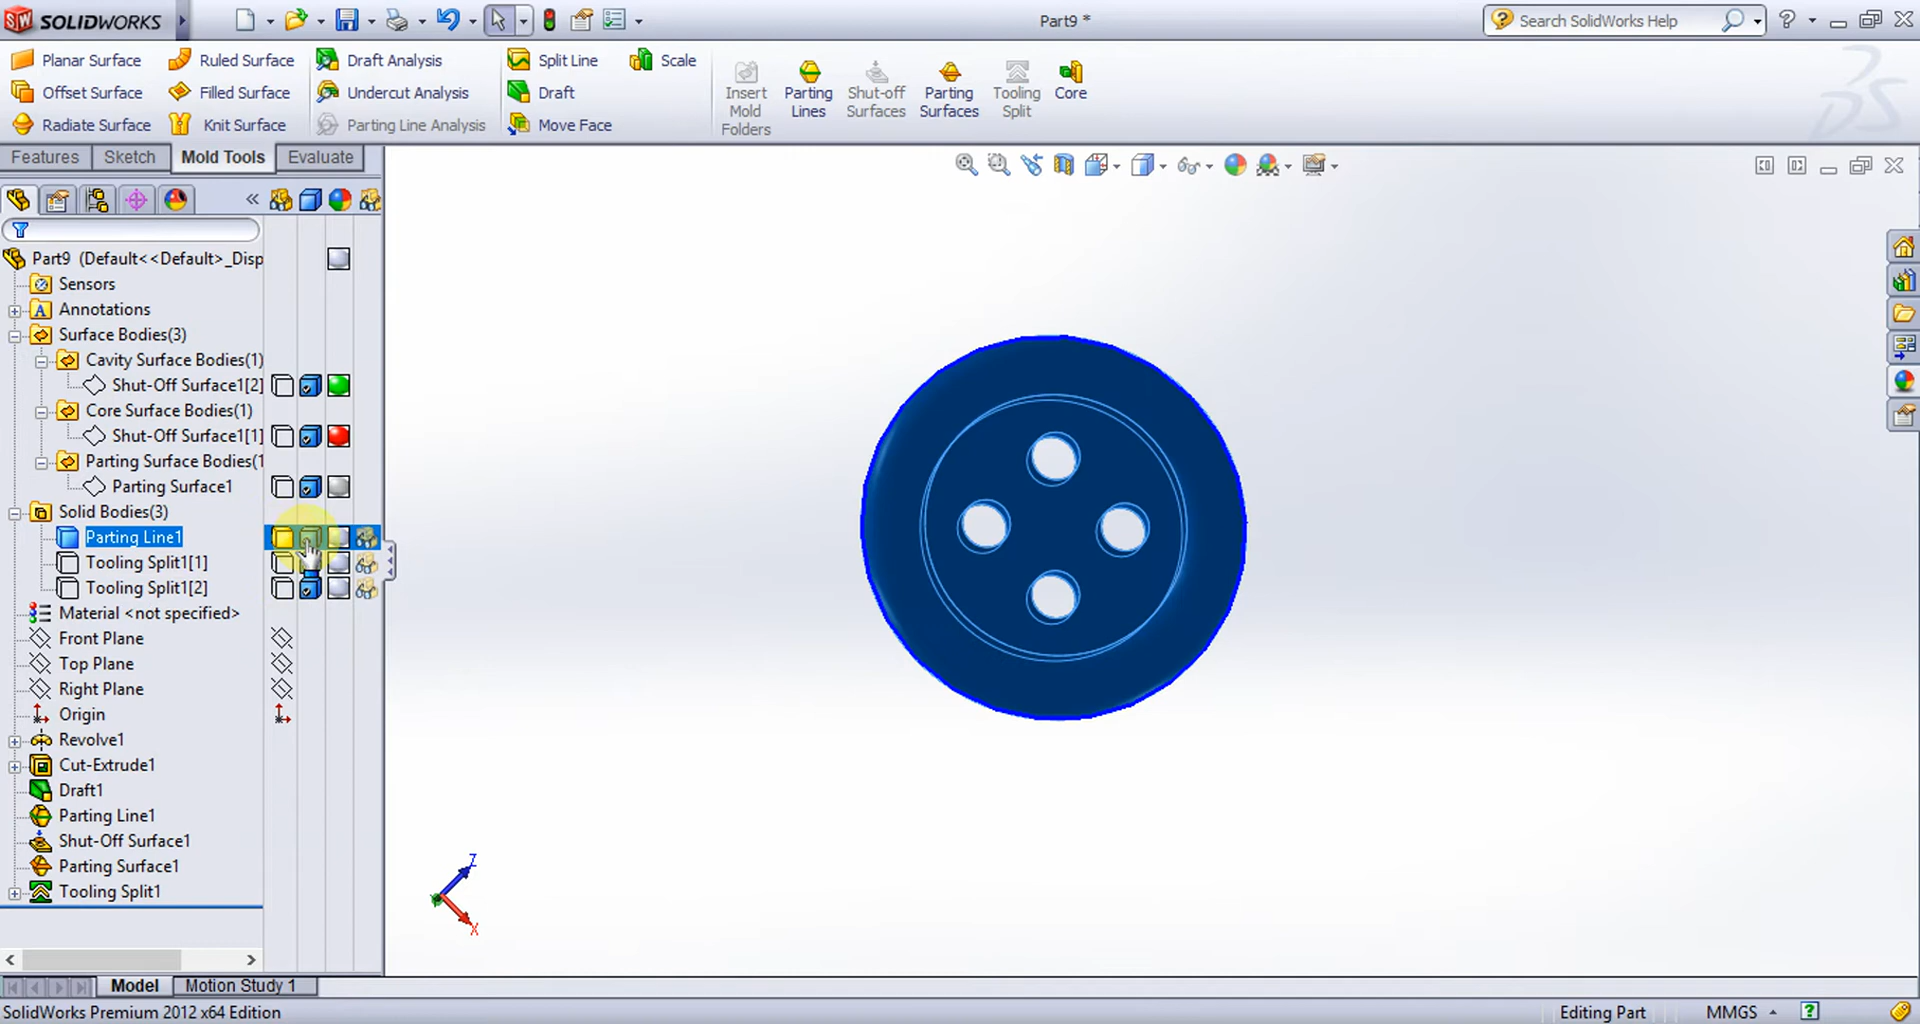 SOLIDWORKS
Part9 *
Search SolidWorks Help
Planar Surface
Ruled Surface
Draft Analysis
Split Line
Scale
Offset Surface
Filled Surface
Undercut Analysis
Draft
Radiate Surface
Knit Surface
Parting Line Analysis
Move Face
Insert
Mold
Folders
Parting
Lines
Shut-off
Surfaces
Parting
Surfaces
Tooling
Split
Core
Features
Sketch
Mold Tools
Evaluate
Part9 (Default<<Default>_Disp
Sensors
A
Annotations
Surface Bodies(3)
Cavity Surface Bodies(1)
Shut-Off Surface1[2]
Core Surface Bodies(1)
Shut-Off Surface1[1]
Parting Surface Bodies(1
Parting Surface1
Solid Bodies(3)
Parting Line1
Tooling Split1[1]
Tooling Split1[2]
Material <not specified>
Front Plane
Top Plane
Right Plane
Origin
Revolve1
Cut-Extrude1
Draft1
Parting Line1
Shut-Off Surface1
Parting Surface1
Tooling Split1
Z
X
Model
Motion Study 1
SolidWorks Premium 2012 x64 Edition
Editing Part
MMGS